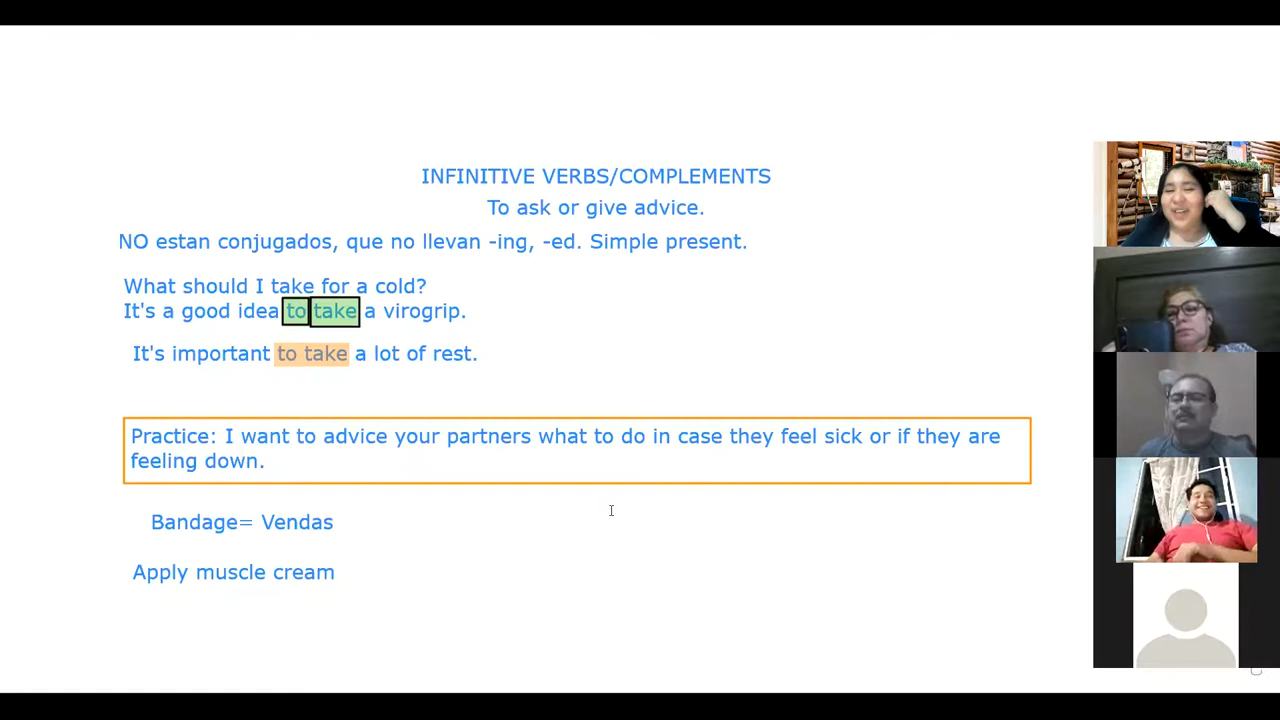 INFINITIVE VERBS/COMPLEMENTS
To ask or give advice.
NO estan conjugados, que no llevan -ing, -ed. Simple present.
What should I take for a cold?
It's a good idea to take a virogrip.
It's important to take a lot of rest.
Practice: I want to advice your partners what to do in case they feel sick or if they are
feeling down.
Bandage= Vendas
Apply muscle cream